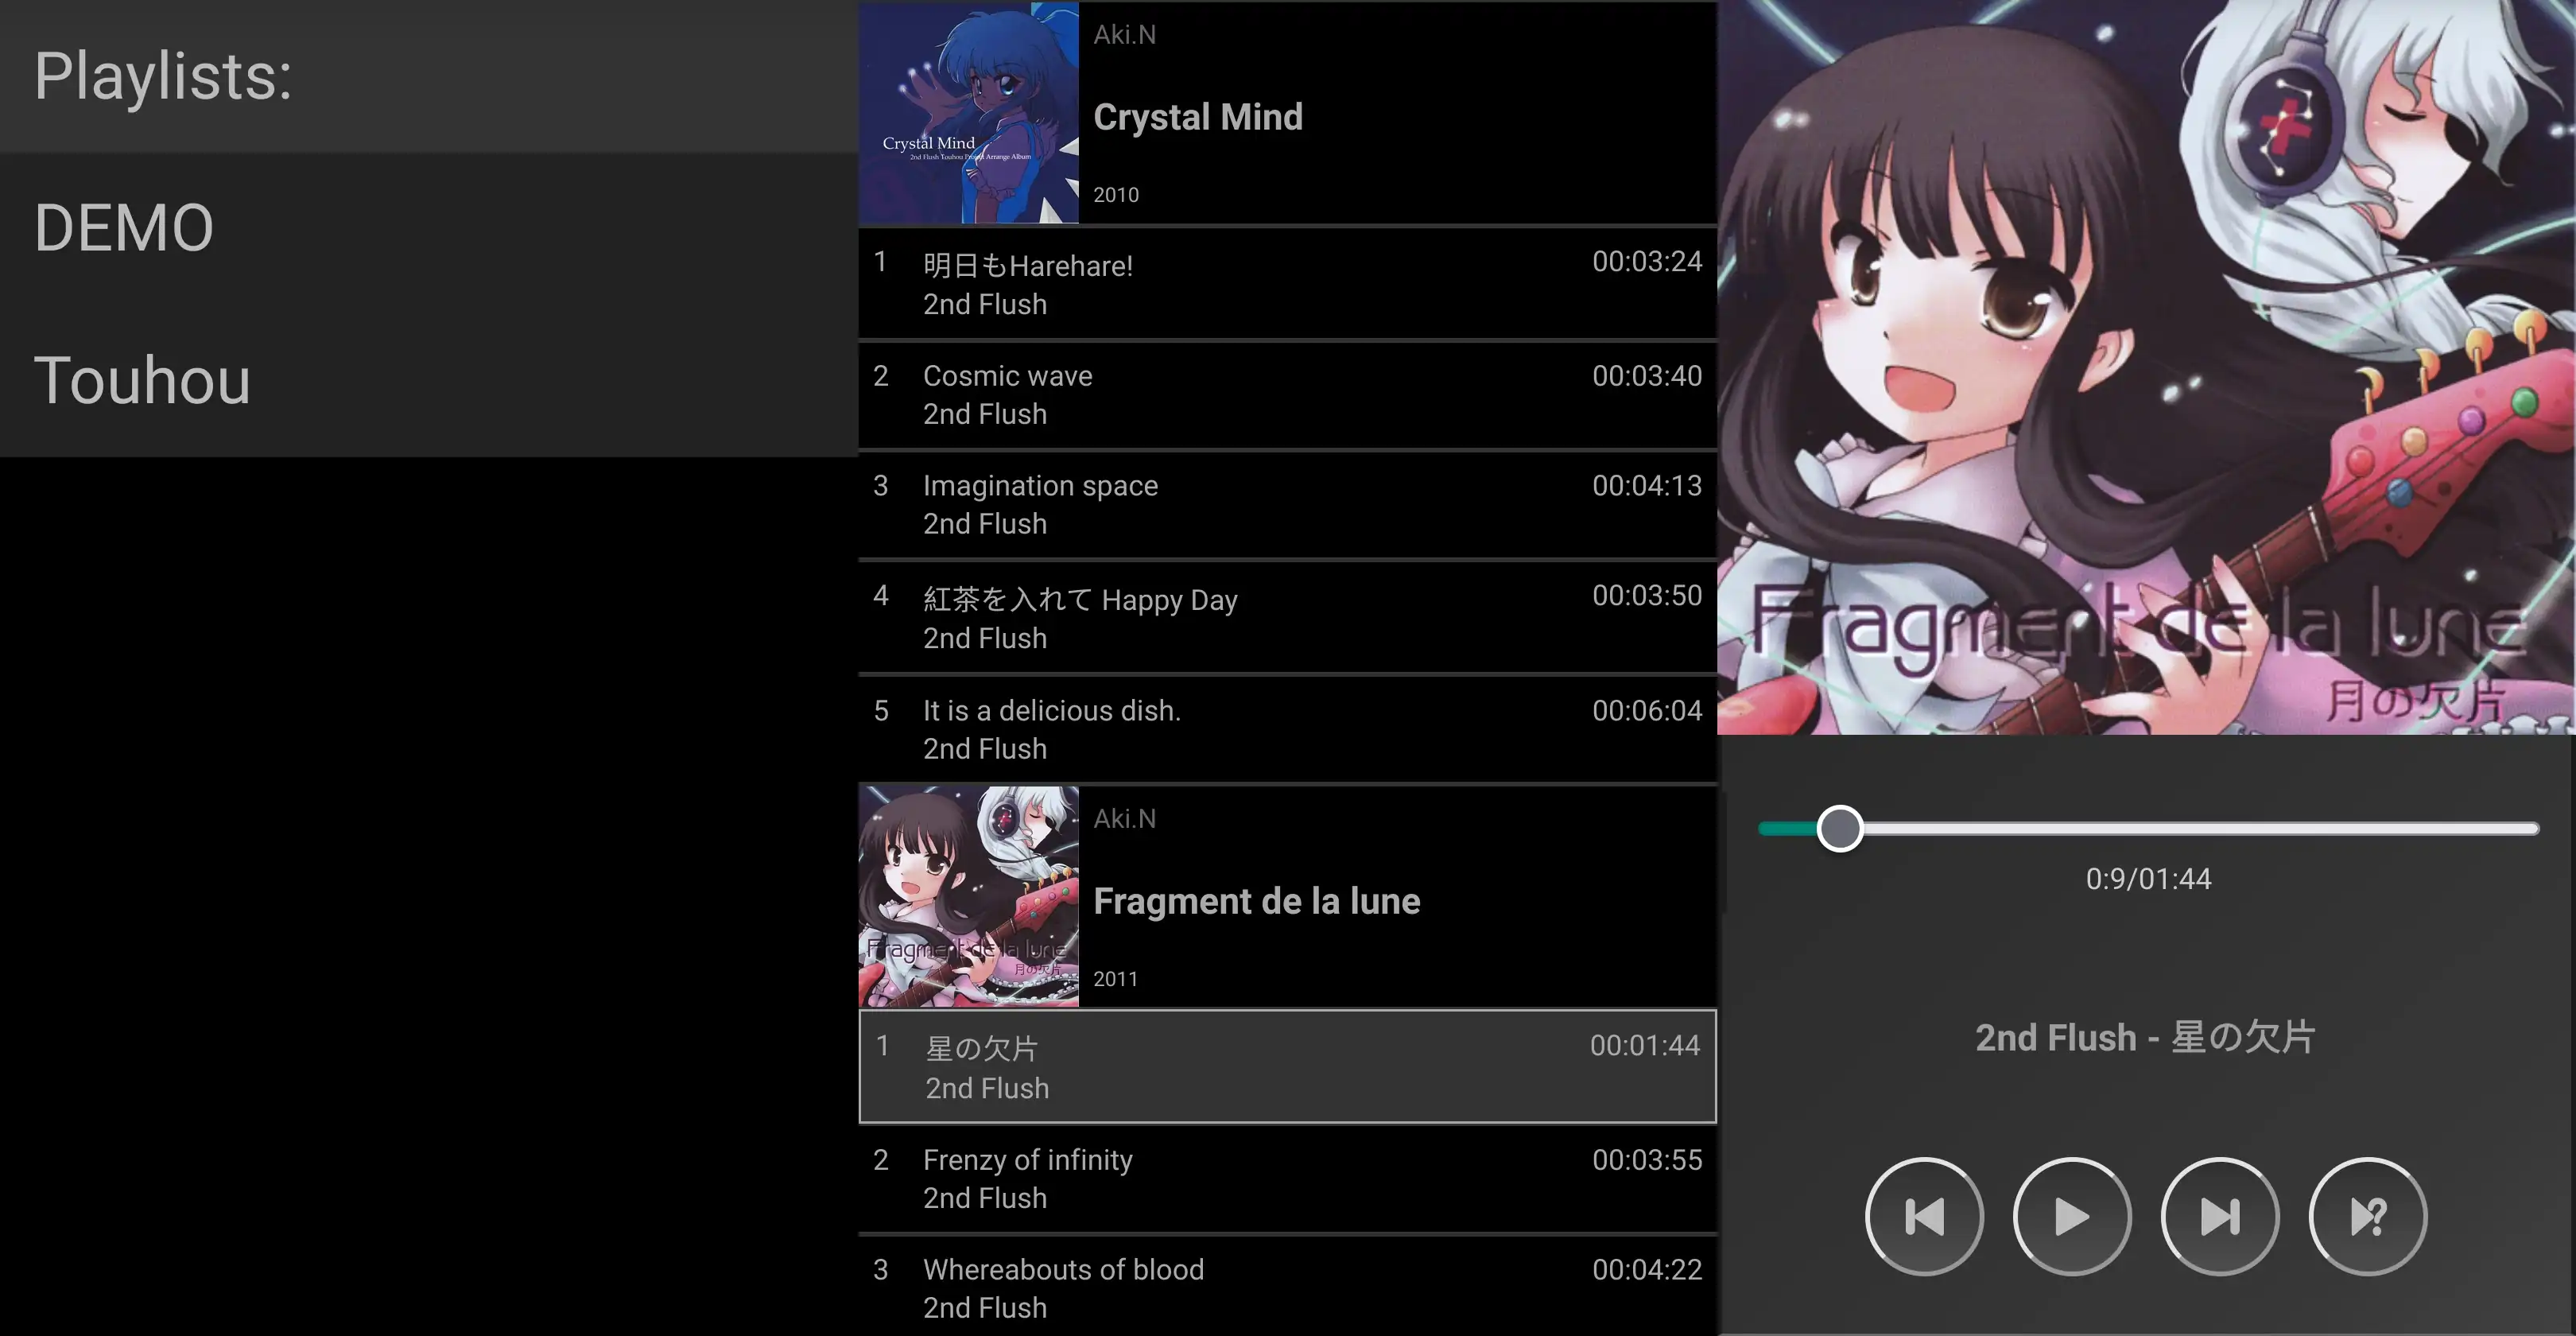 Playlists:
DEMO
Touhou
Crystal Mind
2nd Flush Touhou Project Arrange Album
Aki.N
Crystal Mind
2010
1 明日もHarehare! 00:03:24
2nd Flush
2 Cosmic wave 00:03:40
2nd Flush
3 Imagination space 00:04:13
2nd Flush
4 紅茶を入れて Happy Day 00:03:50
2nd Flush
5 It is a delicious dish. 00:06:04
2nd Flush
Fragment de la lune
月の欠片
Aki.N
Fragment de la lune
2011
1 星の欠片 00:01:44
2nd Flush
2 Frenzy of infinity 00:03:55
2nd Flush
3 Whereabouts of blood 00:04:22
2nd Flush
Fragment de la lune
月の欠片
0:9/01:44
2nd Flush - 星の欠片